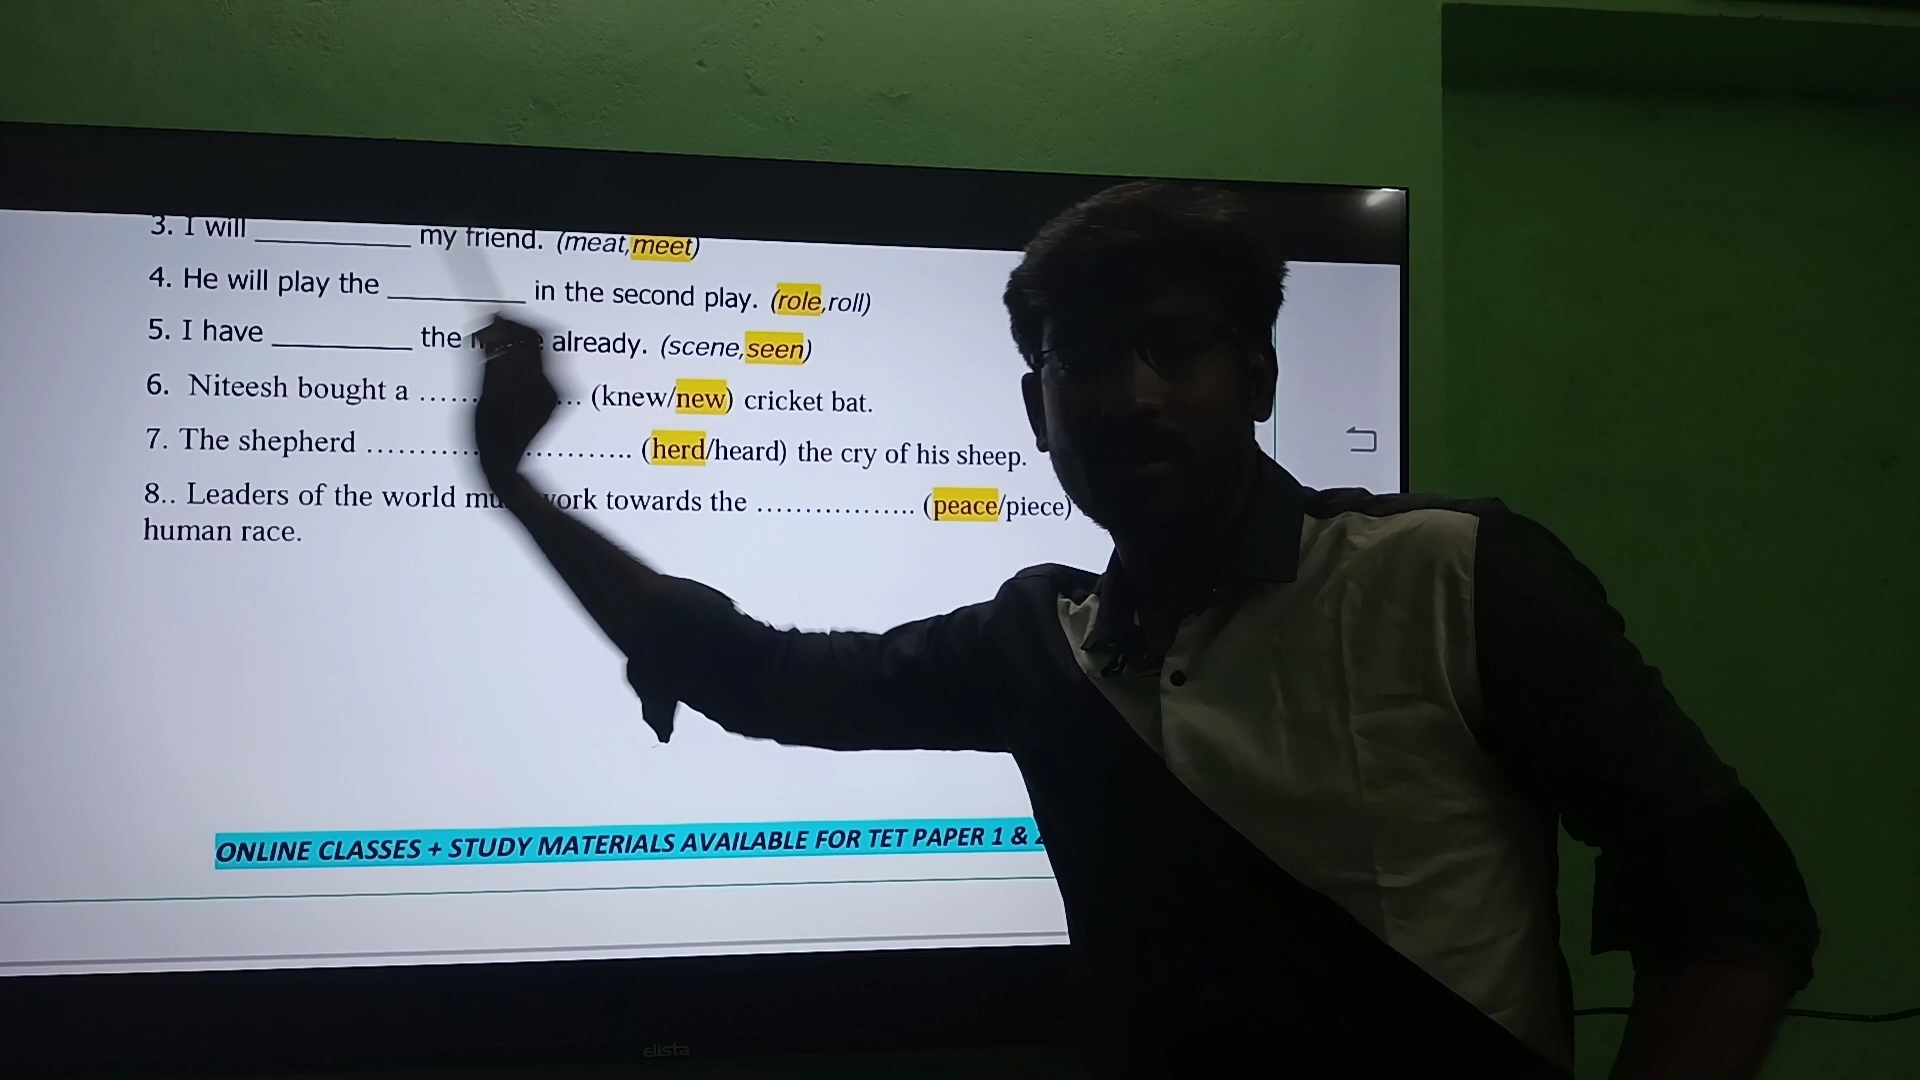 3. I will __________ my friend. (meat,meet)
4. He will play the _________ in the second play. (role,roll)
5. I have _________ the already. (scene,seen)
6. Niteesh bought a ........... (knew/new) cricket bat.
7. The shepherd .............................. (herd/heard) the cry of his sheep.
8.. Leaders of the world work towards the ................. (peace/piece)
human race.
ONLINE CLASSES + STUDY MATERIALS AVAILABLE FOR TET PAPER 1 &
elista